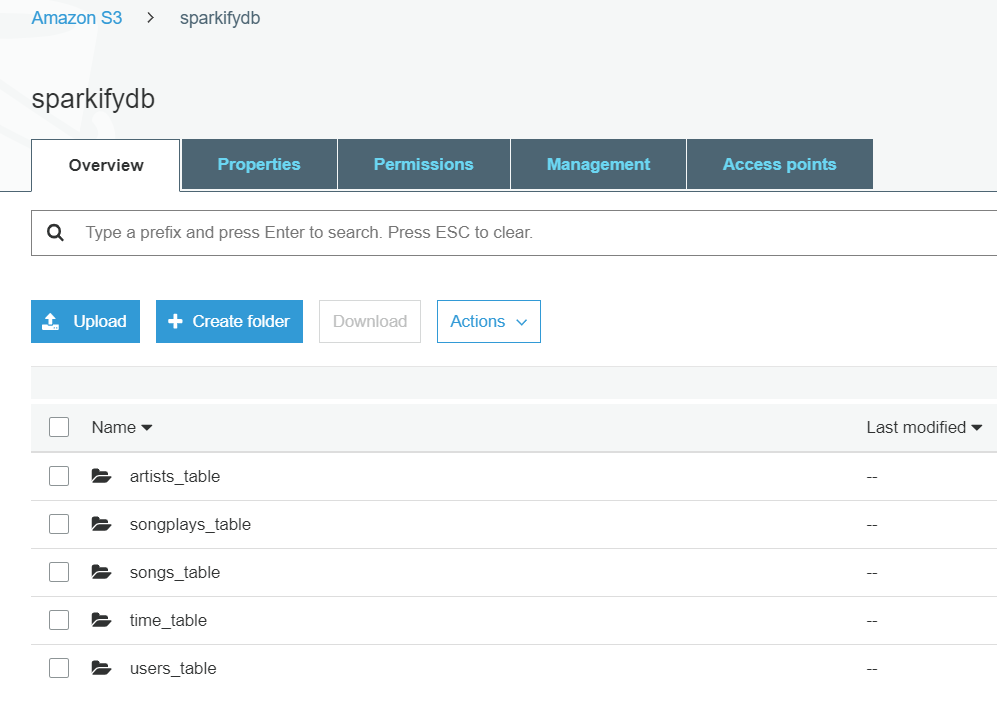 Amazon S3 > sparkifydb
sparkifydb
Overview Properties Permissions Management Access points
Type a prefix and press Enter to search. Press ESC to clear.
Upload Create folder Download Actions
Name Last modified
artists_table --
songplays_table --
songs_table --
time_table --
users_table --